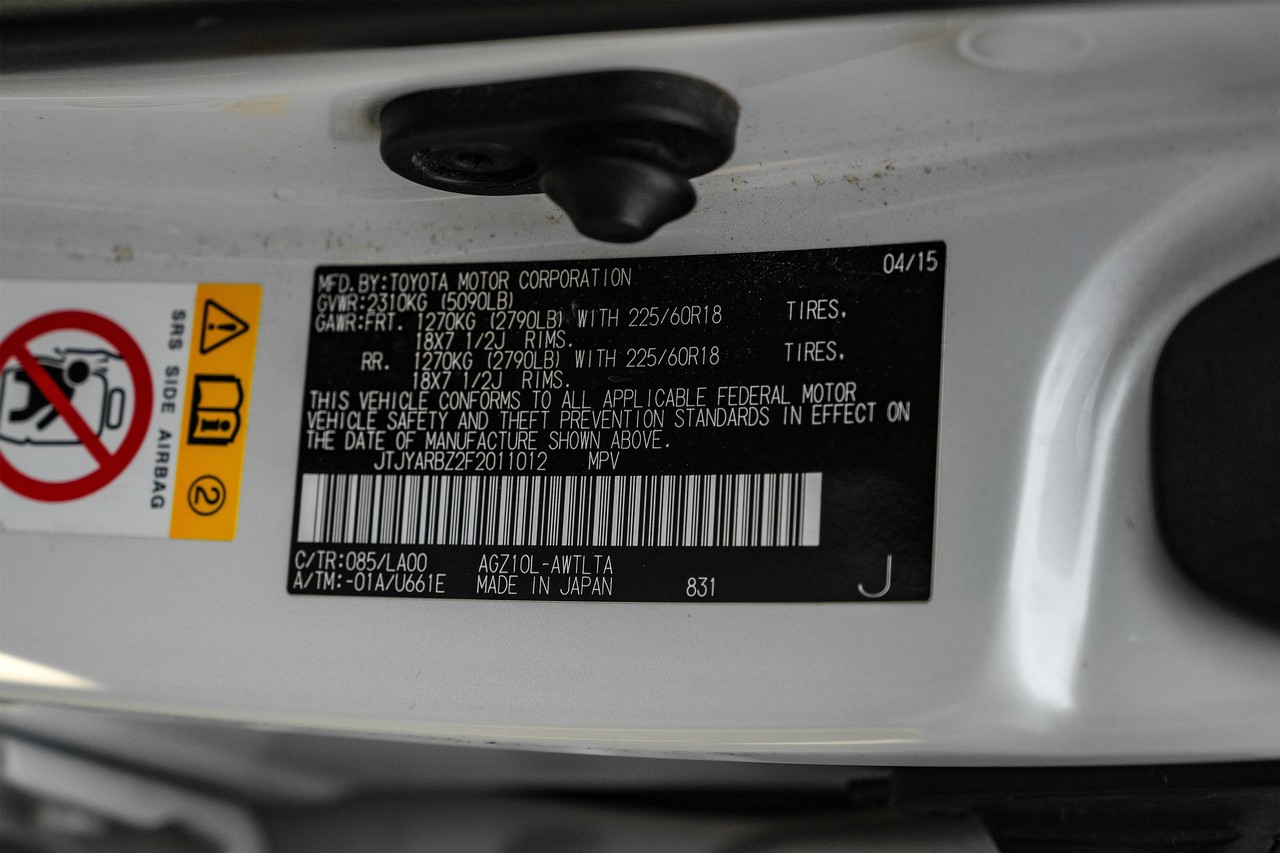 MFD.BY:TOYOTA MOTOR CORPORATION 04/15
GVWR:2310KG (5090LB)
GAWR:FRT. 1270KG (2790LB) WITH 225/60R18 TIRES,
18X7 1/2J RIMS.
RR. 1270KG (2790LB) WITH 225/60R18 TIRES,
18X7 1/2J RIMS.
THIS VEHICLE CONFORMS TO ALL APPLICABLE FEDERAL MOTOR
VEHICLE SAFETY AND THEFT PREVENTION STANDARDS IN EFFECT ON
THE DATE OF MANUFACTURE SHOWN ABOVE.
JTJYARBZ2F2011012 MPV
C/TR:085/LA00 AGZ10L-AWTLTA
A/TM:-01A/U661E MADE IN JAPAN 831 J
SRS SIDE AIRBAG
2